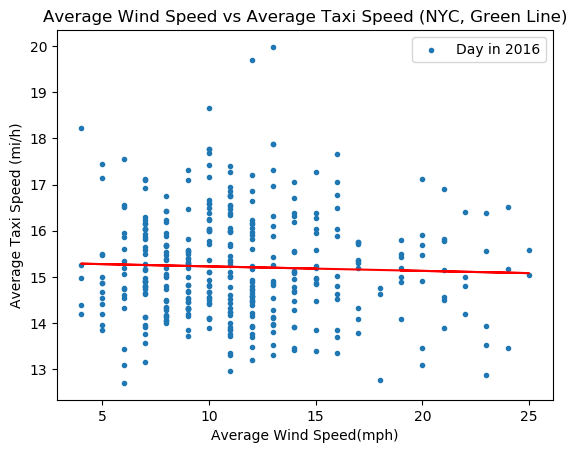 Average Wind Speed vs Average Taxi Speed (NYC, Green Line)
Day in 2016
Average Taxi Speed (mi/h)
20
19
18
17
16
15
14
13
5 10 15 20 25
Average Wind Speed(mph)